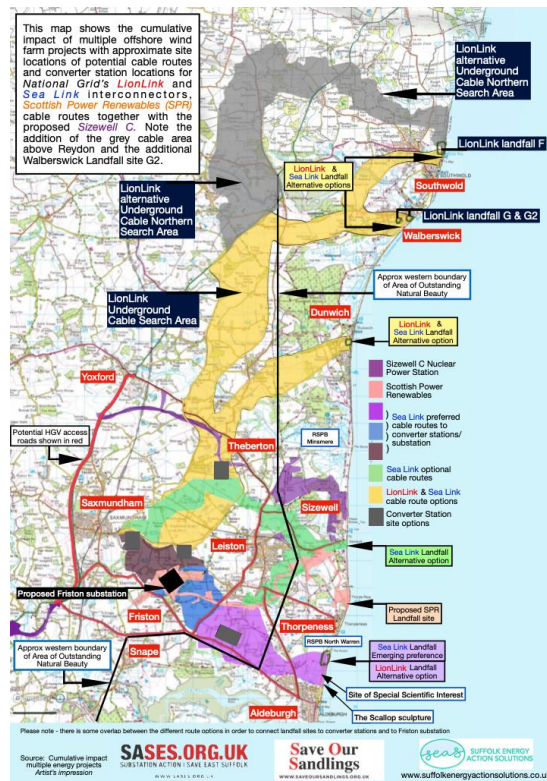 This map shows the cumulative
impact of multiple offshore wind
farm projects with approximate site
locations of potential cable routes
and converter station locations for
National Grid's LionLink and
Sea Link interconnectors,
Scottish Power Renewables (SPR)
cable routes together with the
proposed Sizewell C. Note the
addition of the grey cable area
above Reydon and the additional
Walberswick Landfall site G2.
LionLink
alternative
Underground
Cable Northern
Search Area
LionLink landfall F
LionLink &
Sea Link Landfall
Alternative options
SOUTHWOLD
Southwold
LionLink
alternative
Underground
Cable Northern
Search Area
LionLink landfall G & G2
Walberswick
Approx western boundary
of Area of Outstanding
Natural Beauty
LionLink
Underground
Cable Search Area
Dunwich
LionLink &
Sea Link Landfall
Alternative option
Yoxford
Sizewell C Nuclear
Power Station
Scottish Power
Renewables
) Sea Link preferred
) cable routes to
) converter stations/
) substation
Sea Link optional
cable routes
LionLink & Sea Link
cable route options
Converter Station
site options
Potential HGV access
roads shown in red
RSPB
Minsmere
Theberton
Saxmundham
SAXMUNDHAM
Sizewell
Leiston
Sea Link Landfall
Alternative option
Proposed Friston substation
Proposed SPR
Landfall site
Friston
Thorpeness
Snape
RSPB North Warren
Approx western boundary
of Area of Outstanding
Natural Beauty
Sea Link Landfall
Emerging preference
LionLink Landfall
Alternative option
Site of Special Scientific Interest
The Scallop sculpture
Aldeburgh
ALDEBURGH
Please note - there is some overlap between the different route options in order to connect landfall sites to converter stations and to Friston substation
Source: Cumulative impact
multiple energy projects
Artist's impression
SASES.ORG.UK
SUBSTATION ACTION | SAVE EAST SUFFOLK
WWW.SASES.ORG
Save Our
Sandlings
WWW.SAVEOURSANDLINGS.ORG.UK
seas
SUFFOLK ENERGY
ACTION SOLUTIONS
www.suffolkenergyactionsolutions.co.uk